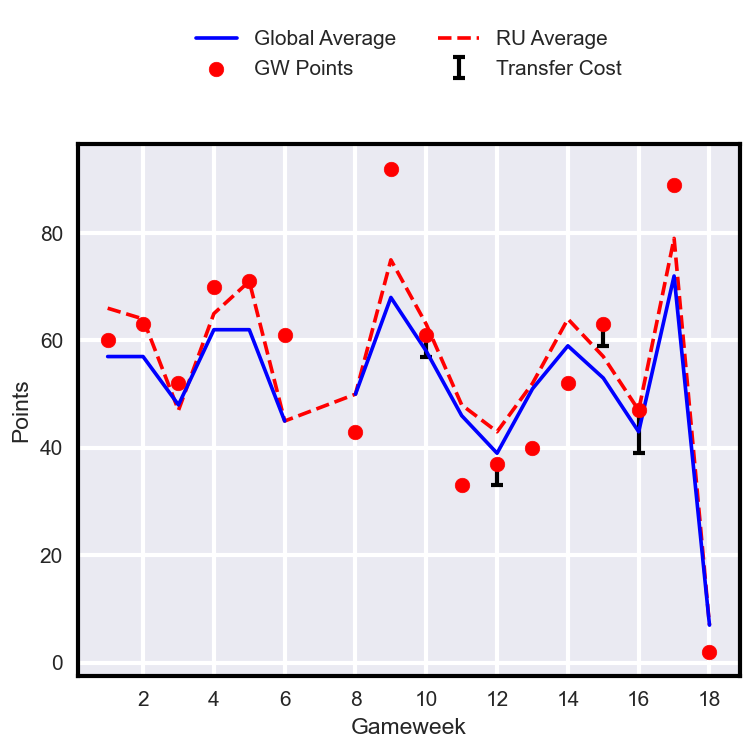 Global Average RU Average
GW Points Transfer Cost
80
60
40
20
0
Points
2 4 6 8 10 12 14 16 18
Gameweek